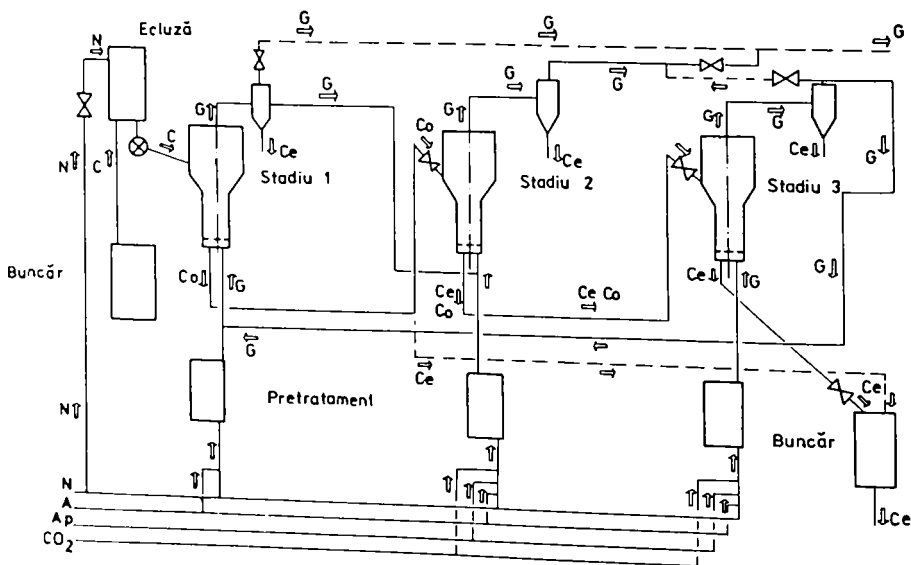 Ecluză
N
G
G
G
G
C
Co
G
G
G
N
C
Ce
Stadiu 1
Ce
Stadiu 2
Ce
Stadiu 3
G
Buncăr
Co
G
Ce
Co
Ce Co
Ce
G
G
G
Ce
Ce
N
Pretratament
Buncăr
N
A
Ap
CO2
Ce